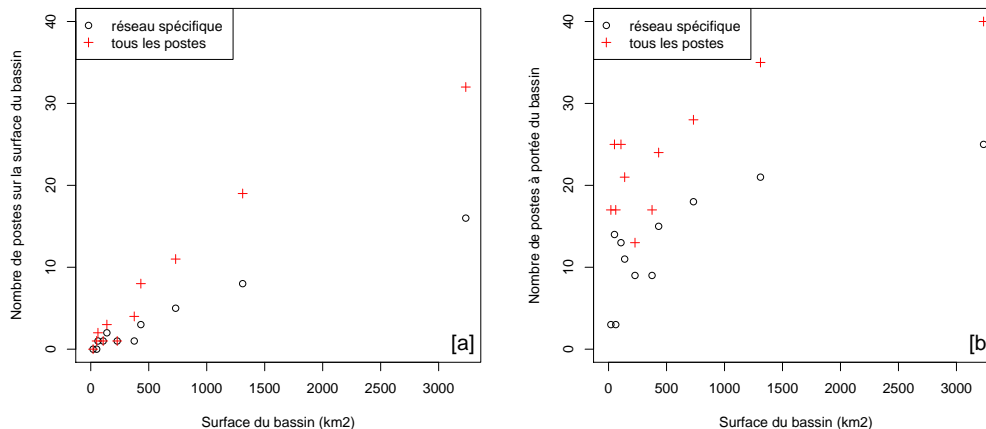 réseau spécifique
tous les postes
Nombre de postes sur la surface du bassin
40
30
20
10
0
[a]
0 500 1000 1500 2000 2500 3000
Surface du bassin (km2)
réseau spécifique
tous les postes
Nombre de postes à portée du bassin
40
30
20
10
0
[b
0 500 1000 1500 2000 2500 3000
Surface du bassin (km2)